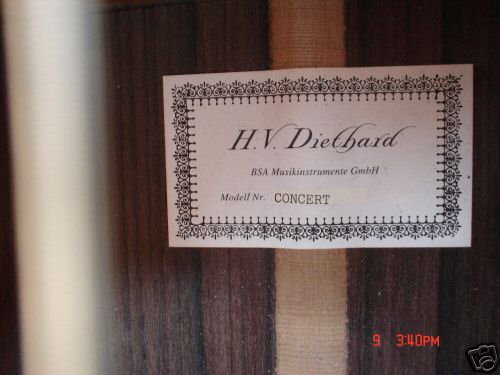 H.V. Diethard
BSA Musikinstrumente GmbH
Modell Nr. CONCERT
9 3:40PM